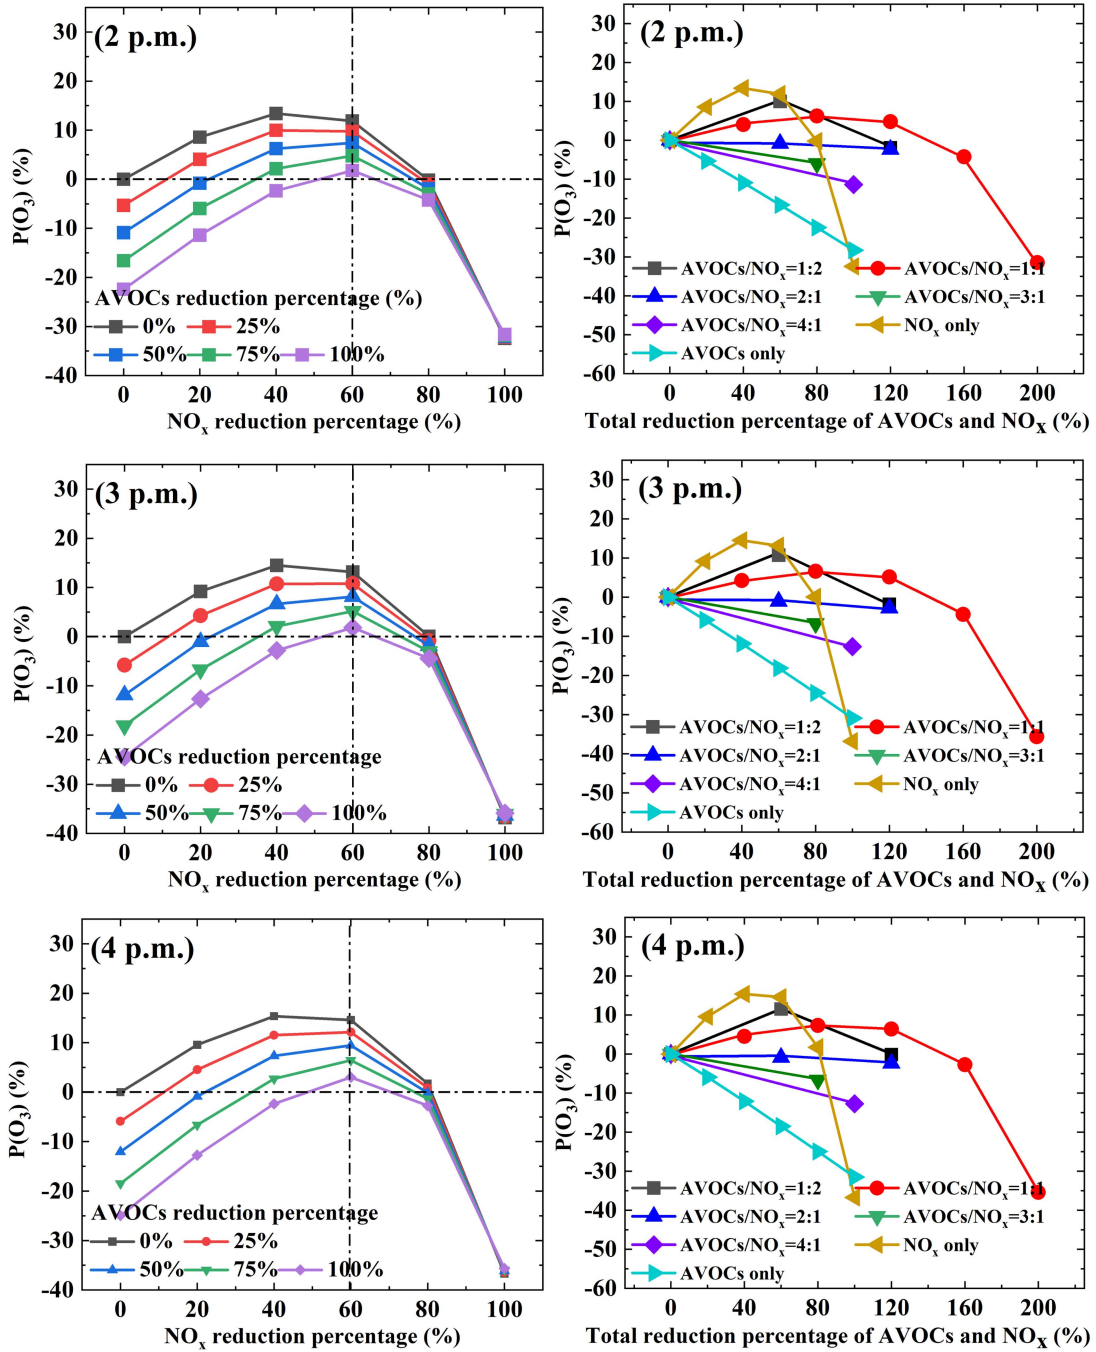 (2 p.m.)
P(O₃) (%)
30
20
10
0
-10
-20
-30
-40
AVOCs reduction percentage (%)
0% 25%
50% 75% 100%
0 20 40 60 80 100
NOₓ reduction percentage (%)
(2 p.m.)
P(O₃) (%)
30
20
10
0
-10
-20
-30
-40
-50
-60
AVOCs/NOₓ=1:2 AVOCs/NOₓ=1:1
AVOCs/NOₓ=2:1 AVOCs/NOₓ=3:1
AVOCs/NOₓ=4:1 NOₓ only
AVOCs only
0 40 80 120 160 200
Total reduction percentage of AVOCs and NOx (%)
(3 p.m.)
P(O₃) (%)
30
20
10
0
-10
-20
-30
-40
AVOCs reduction percentage
0% 25%
50% 75% 100%
0 20 40 60 80 100
NOₓ reduction percentage (%)
(3 p.m.)
P(O₃) (%)
30
20
10
0
-10
-20
-30
-40
-50
-60
AVOCs/NOₓ=1:2 AVOCs/NOₓ=1:1
AVOCs/NOₓ=2:1 AVOCs/NOₓ=3:1
AVOCs/NOₓ=4:1 NOₓ only
AVOCs only
0 40 80 120 160 200
Total reduction percentage of AVOCs and NOx (%)
(4 p.m.)
P(O₃) (%)
30
20
10
0
-10
-20
-30
-40
AVOCs reduction percentage
0% 25%
50% 75% 100%
0 20 40 60 80 100
NOₓ reduction percentage (%)
(4 p.m.)
P(O₃) (%)
30
20
10
0
-10
-20
-30
-40
-50
-60
AVOCs/NOₓ=1:2 AVOCs/NOₓ=1:1
AVOCs/NOₓ=2:1 AVOCs/NOₓ=3:1
AVOCs/NOₓ=4:1 NOₓ only
AVOCs only
0 40 80 120 160 200
Total reduction percentage of AVOCs and NOx (%)